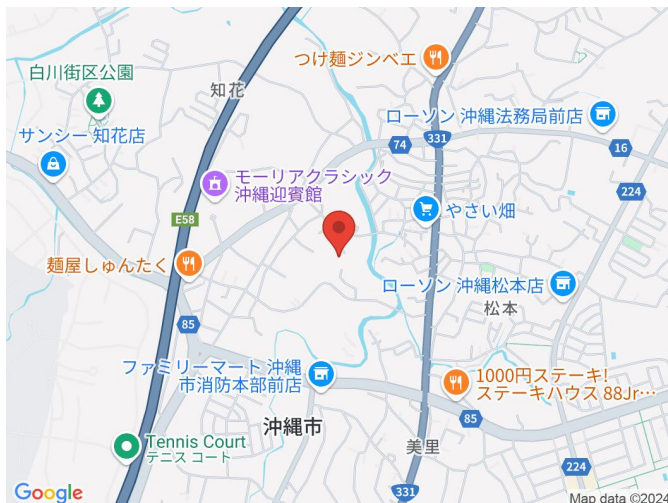 つけ麺ジンベエ
白川街区公園
知花
ローソン 沖縄法務局前店
サンシー 知花店
331
74
16
モーリアクラシック
沖縄迎賓館
224
E58
やさい畑
麺屋しゅんたく
ローソン 沖縄松本店
松本
85
ファミリーマート 沖縄
市消防本部前店
1000円ステーキ!
ステーキハウス 88Jr…
85
沖縄市
美里
Tennis Court
テニス コート
224
Google
331
Map data ©2024